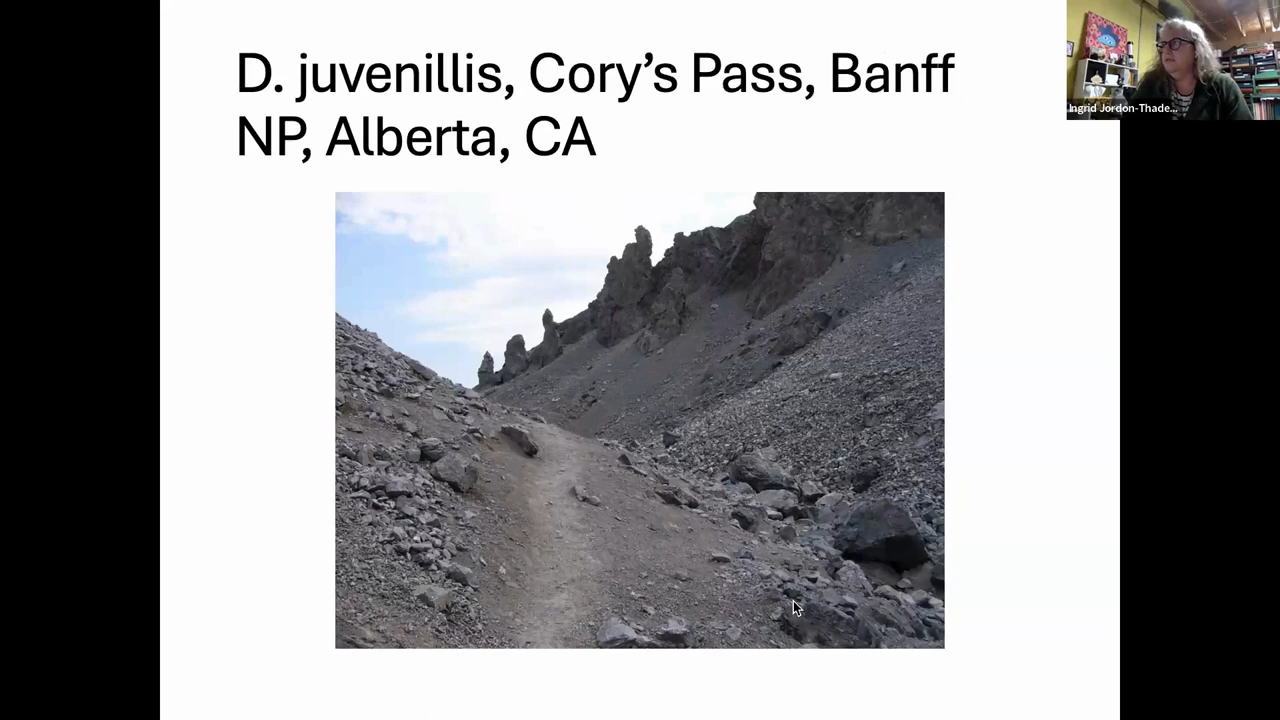 D. juvenillis, Cory’s Pass, Banff
NP, Alberta, CA
Ingrid Jordon-Thade...